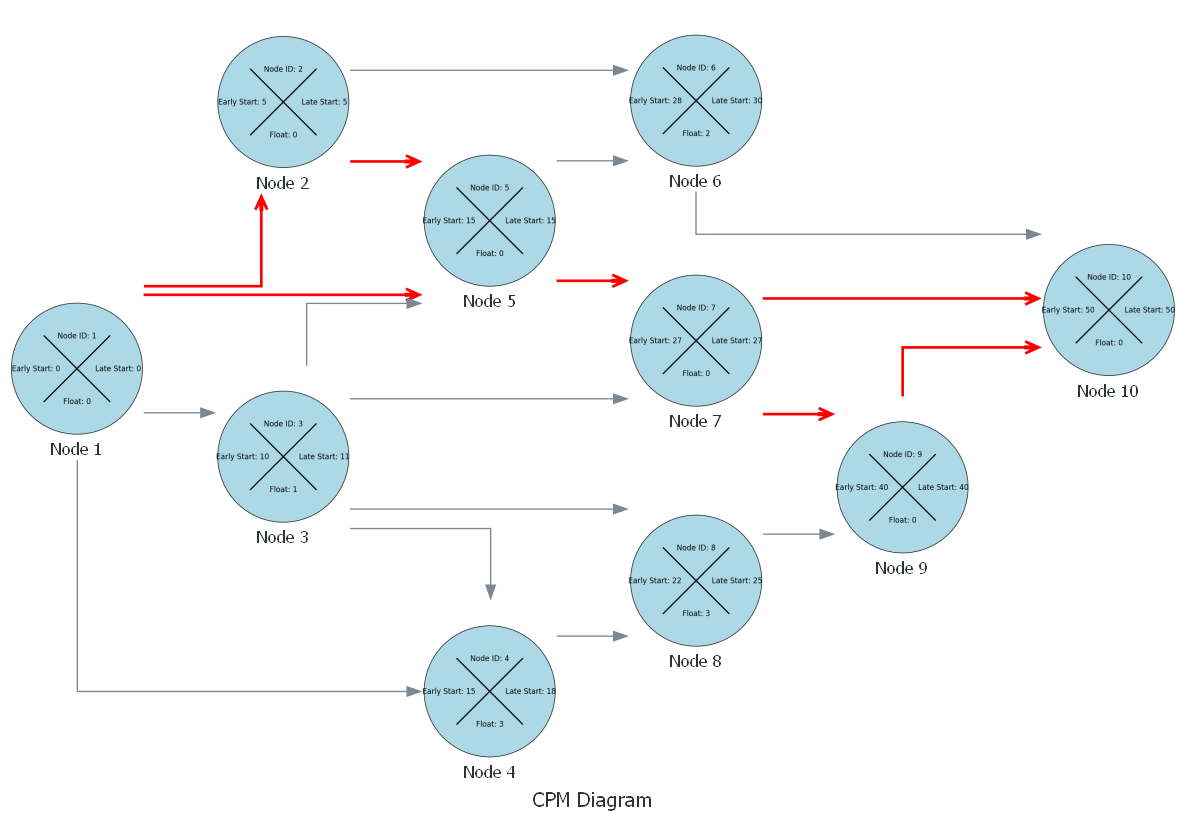 Node ID: 2
Early Start: 5 Late Start: 5
Float: 0
Node 2
Node ID: 6
Early Start: 28 Late Start: 30
Float: 2
Node 6
Node ID: 5
Early Start: 15 Late Start: 15
Float: 0
Node 5
Node ID: 10
Early Start: 50 Late Start: 50
Float: 0
Node 10
Node ID: 7
Early Start: 27 Late Start: 27
Float: 0
Node 7
Node ID: 1
Early Start: 0 Late Start: 0
Float: 0
Node 1
Node ID: 3
Early Start: 10 Late Start: 11
Float: 1
Node 3
Node ID: 9
Early Start: 40 Late Start: 40
Float: 0
Node 9
Node ID: 8
Early Start: 22 Late Start: 25
Float: 3
Node 8
Node ID: 4
Early Start: 15 Late Start: 18
Float: 3
Node 4
CPM Diagram